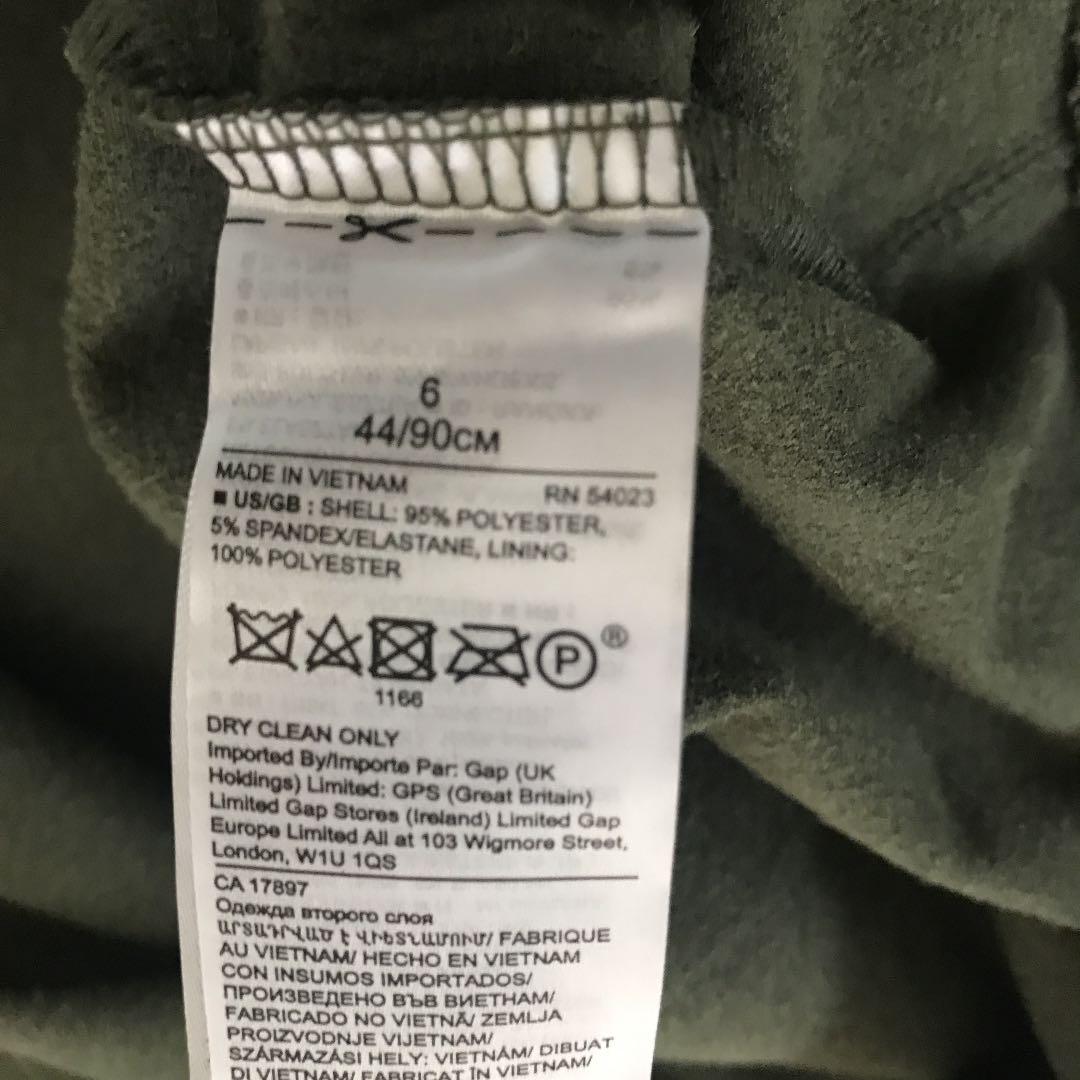 6
44/90CM
MADE IN VIETNAM RN 54023
■ US/GB : SHELL: 95% POLYESTER,
5% SPANDEX/ELASTANE, LINING:
100% POLYESTER
P ®
1166
DRY CLEAN ONLY
Imported By/Importe Par: Gap (UK
Holdings) Limited: GPS (Great Britain)
Limited Gap Stores (Ireland) Limited Gap
Europe Limited All at 103 Wigmore Street,
London, W1U 1QS
CA 17897
Одежда второго слоя
ԱՐՏԱԴՐՎԱԾ Է ՎԻԵՏՆԱՄՈՒՄ/ FABRIQUE
AU VIETNAM/ HECHO EN VIETNAM
CON INSUMOS IMPORTADOS/
ПРОИЗВЕДЕНО ВЪВ ВИЕТНАМ/
FABRICADO NO VIETNÃ/ ZEMLJA
PROIZVODNJE VIJETNAM/
SZÁRMAZÁSI HELY: VIETNÁM/ DIBUAT
DI VIETNAM/ FABRICAT ÎN VIETNAM/